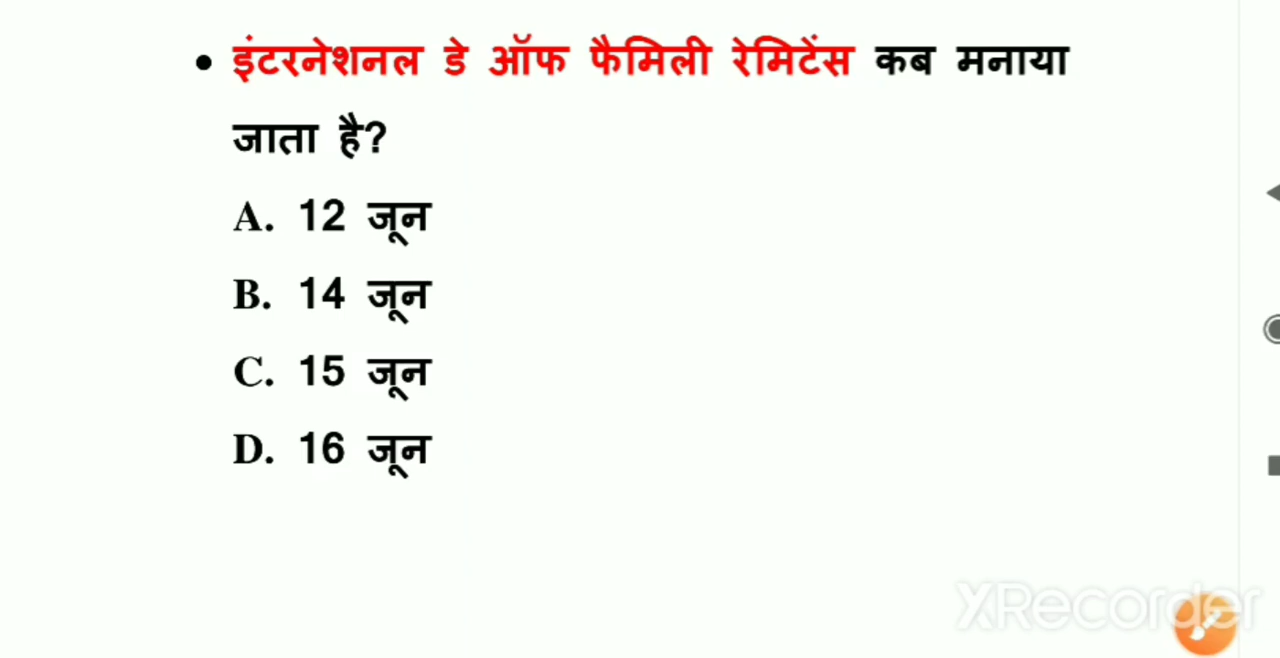 • इंटरनेशनल डे ऑफ फैमिली रेमिटेंस कब मनाया
जाता है?
A. 12 जून
B. 14 जून
C. 15 जून
D. 16 जून
XRecorder